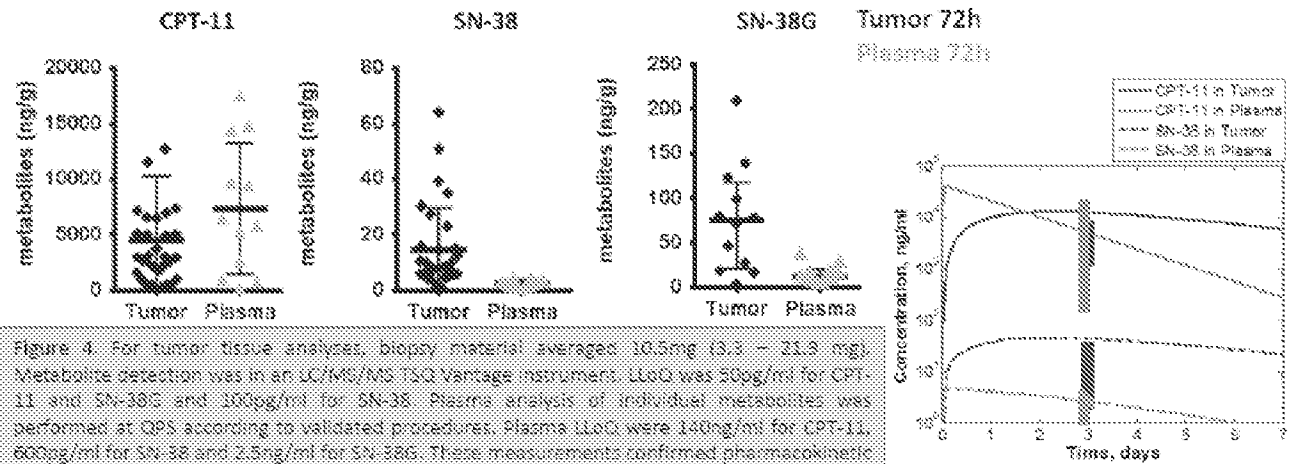 CPT-11
SN-38
SN-38G
Tumor 72h
Plasma 72h
metabolites (ng/g)
20000
15000
10000
5000
0
Tumor Plasma
metabolites (ng/g)
80
60
40
20
0
Tumor Plasma
metabolites (ng/g)
250
200
150
100
50
0
Tumor Plasma
CPT-11 in Tumor
CPT-11 in Plasma
SN-38 in Tumor
SN-38 in Plasma
Concentration, ng/ml
0 1 2 3 4 5 6 7
Time, days
Figure 4. For tumor tissue analyses, biopsy material averaged 10.5mg (3.3 – 21.9 mg).
Metabolite detection was in an LC/MS/MS TSQ Vantage instrument. LLoQ was 50pg/ml for CPT-
11 and SN-38G and 100pg/ml for SN-38. Plasma analysis of individual metabolites was
performed at QPS according to validated procedures. Plasma LLoQ were 140ng/ml for CPT-11,
600pg/ml for SN-38 and 2.5ng/ml for SN-38G. These measurements confirmed pharmacokinetic